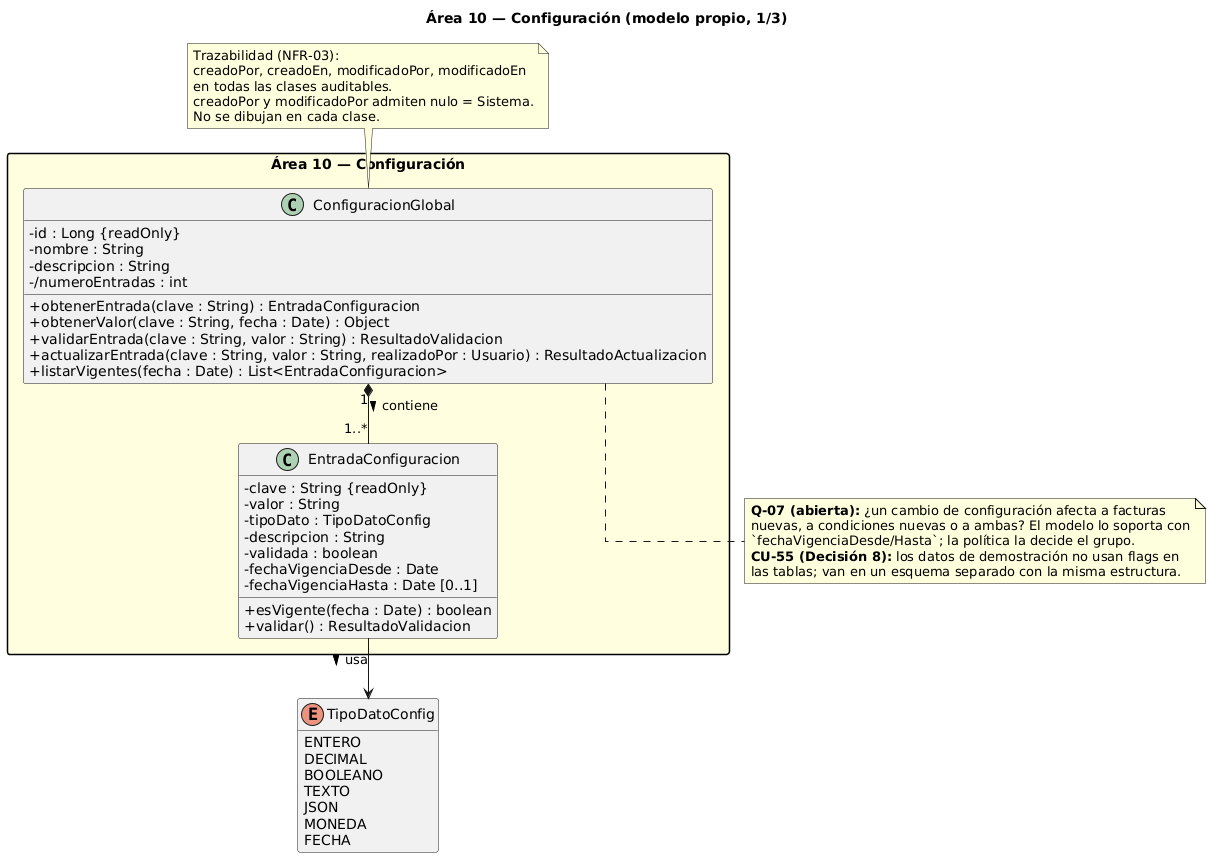 Área 10 — Configuración (modelo propio, 1/3)
Trazabilidad (NFR-03):
creadoPor, creadoEn, modificadoPor, modificadoEn
en todas las clases auditables.
creadoPor y modificadoPor admiten nulo = Sistema.
No se dibujan en cada clase.
Área 10 — Configuración
C ConfiguracionGlobal
-id : Long {readOnly}
-nombre : String
-descripcion : String
-/numeroEntradas : int
+obtenerEntrada(clave : String) : EntradaConfiguracion
+obtenerValor(clave : String, fecha : Date) : Object
+validarEntrada(clave : String, valor : String) : ResultadoValidacion
+actualizarEntrada(clave : String, valor : String, realizadoPor : Usuario) : ResultadoActualizacion
+listarVigentes(fecha : Date) : List<EntradaConfiguracion>
1
contiene
1..*
C EntradaConfiguracion
-clave : String {readOnly}
-valor : String
-tipoDato : TipoDatoConfig
-descripcion : String
-validada : boolean
-fechaVigenciaDesde : Date
-fechaVigenciaHasta : Date [0..1]
+esVigente(fecha : Date) : boolean
+validar() : ResultadoValidacion
Q-07 (abierta): ¿un cambio de configuración afecta a facturas
nuevas, a condiciones nuevas o a ambas? El modelo lo soporta con
`fechaVigenciaDesde/Hasta`; la política la decide el grupo.
CU-55 (Decisión 8): los datos de demostración no usan flags en
las tablas; van en un esquema separado con la misma estructura.
usa
E TipoDatoConfig
ENTERO
DECIMAL
BOOLEANO
TEXTO
JSON
MONEDA
FECHA